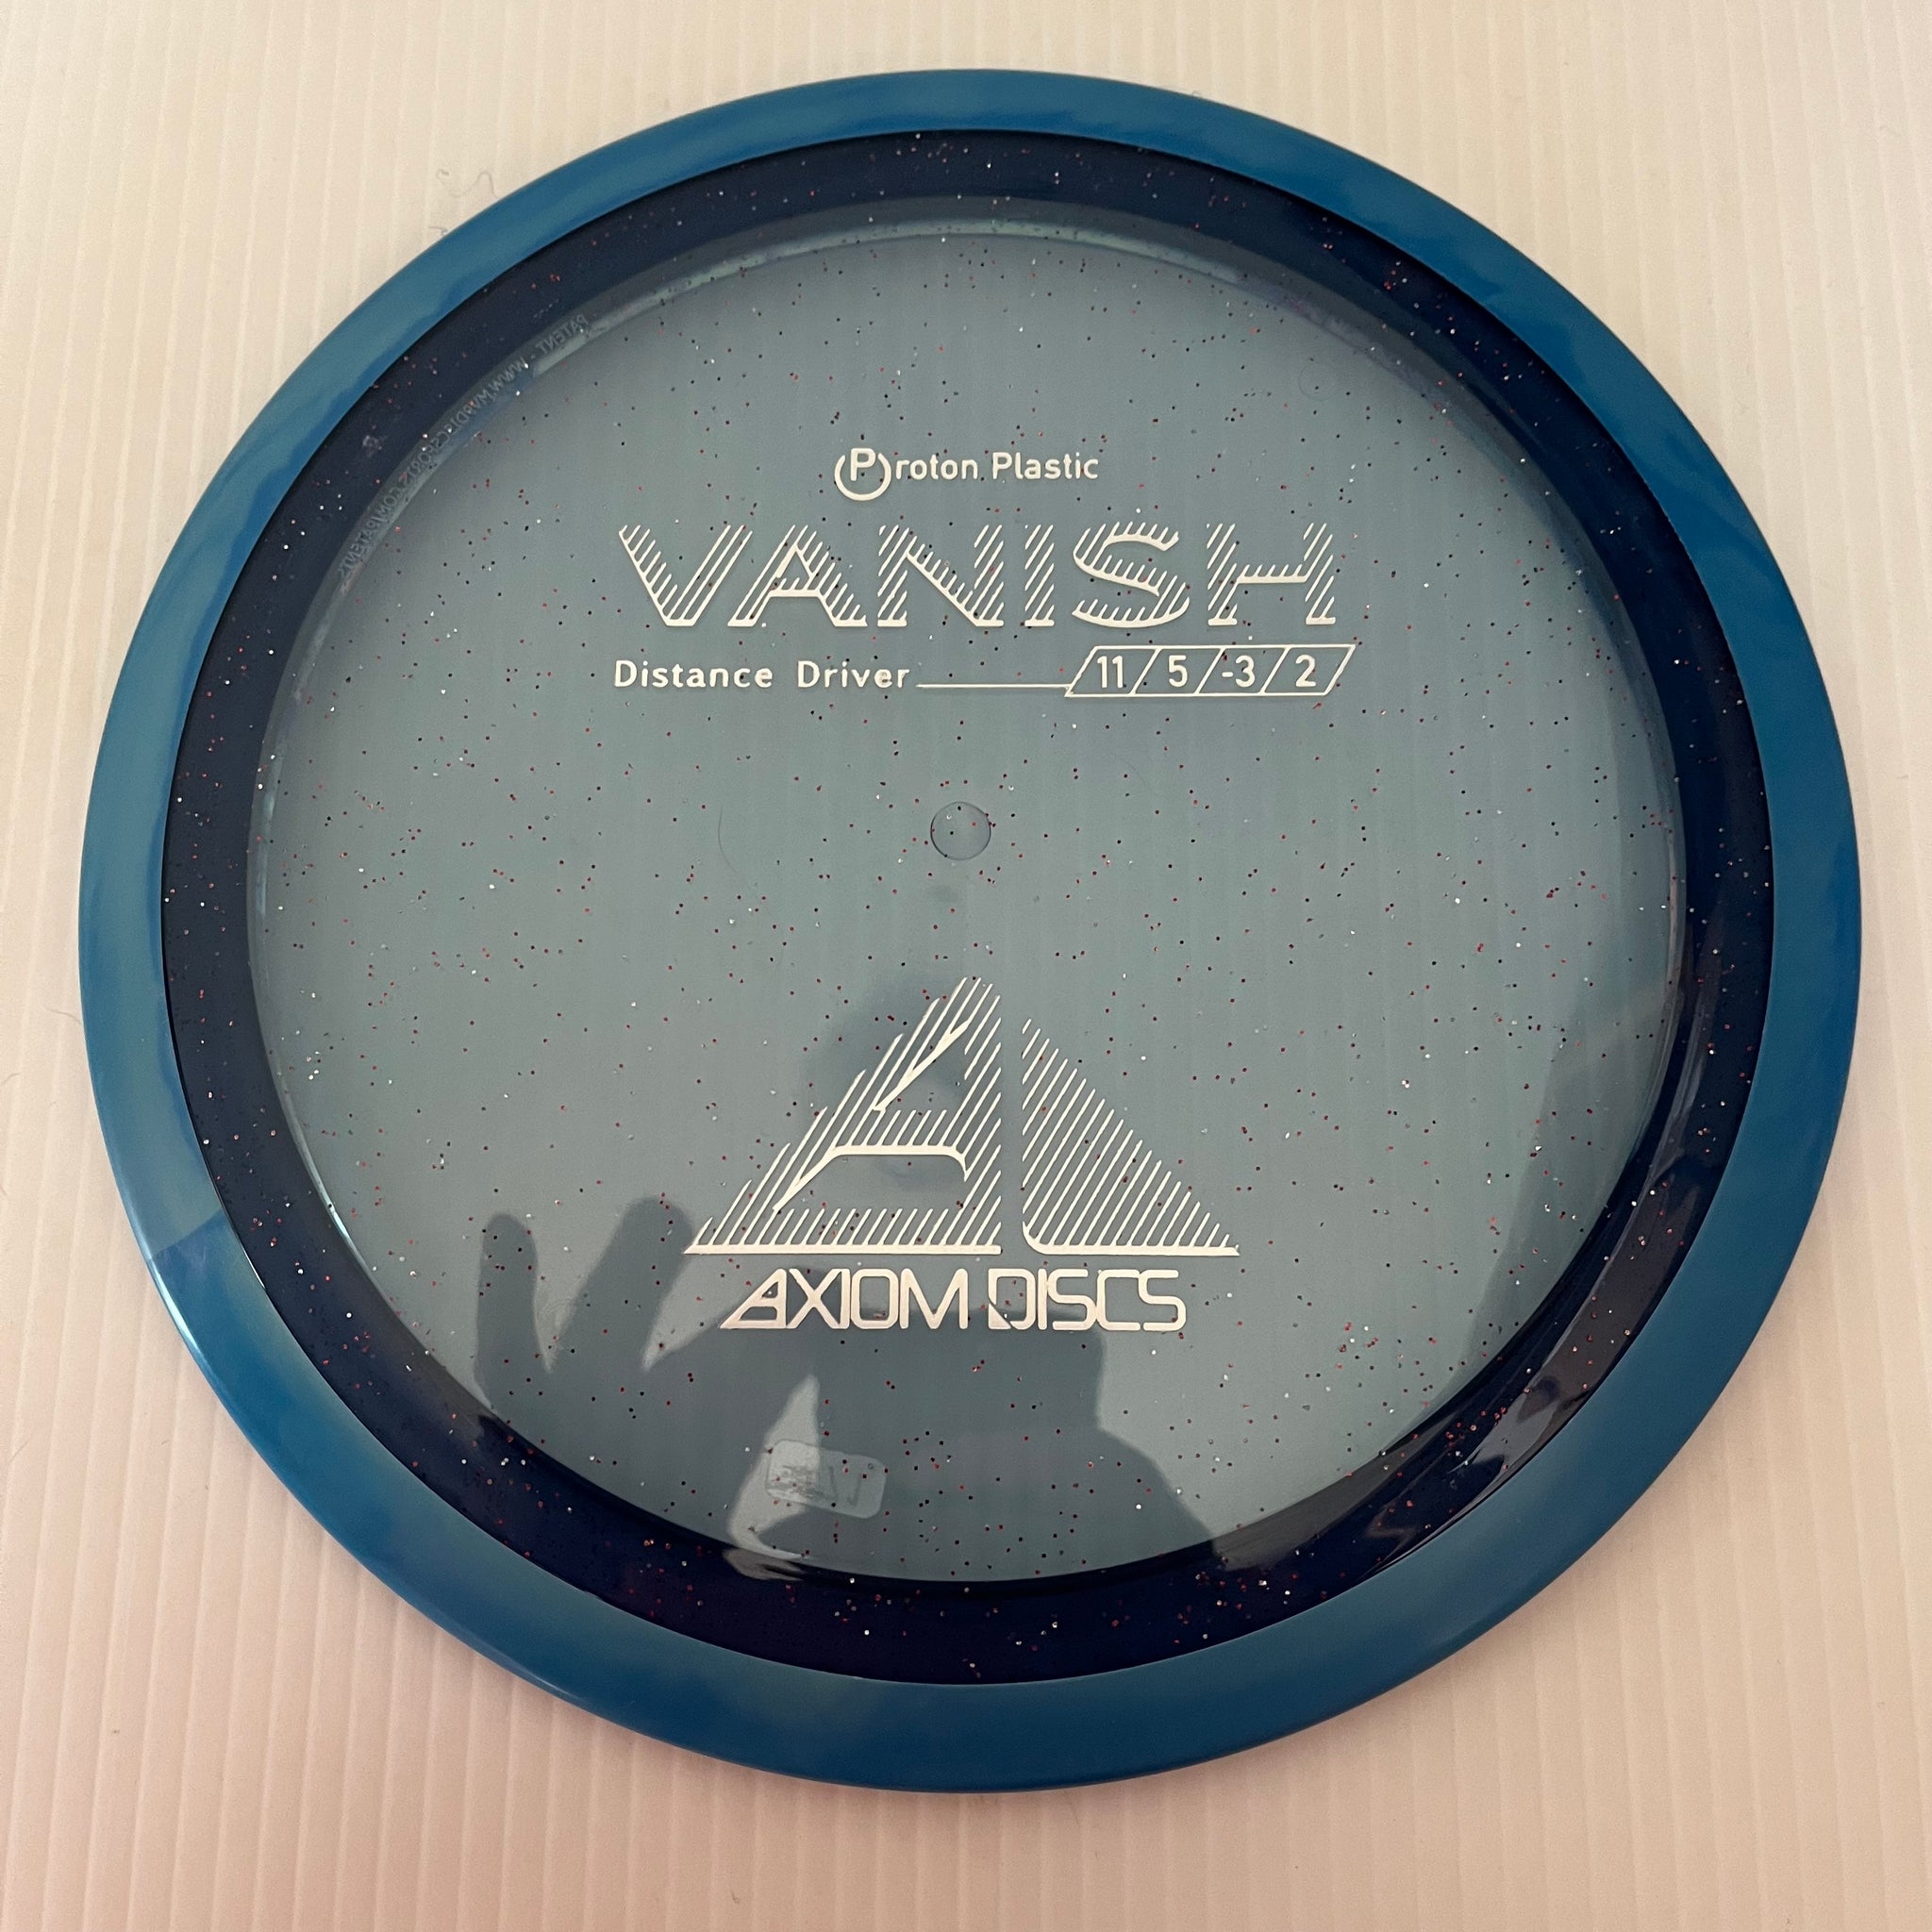 Proton Plastic
VANISH
Distance Driver 11/5/-3/2
AXIOM DISCS